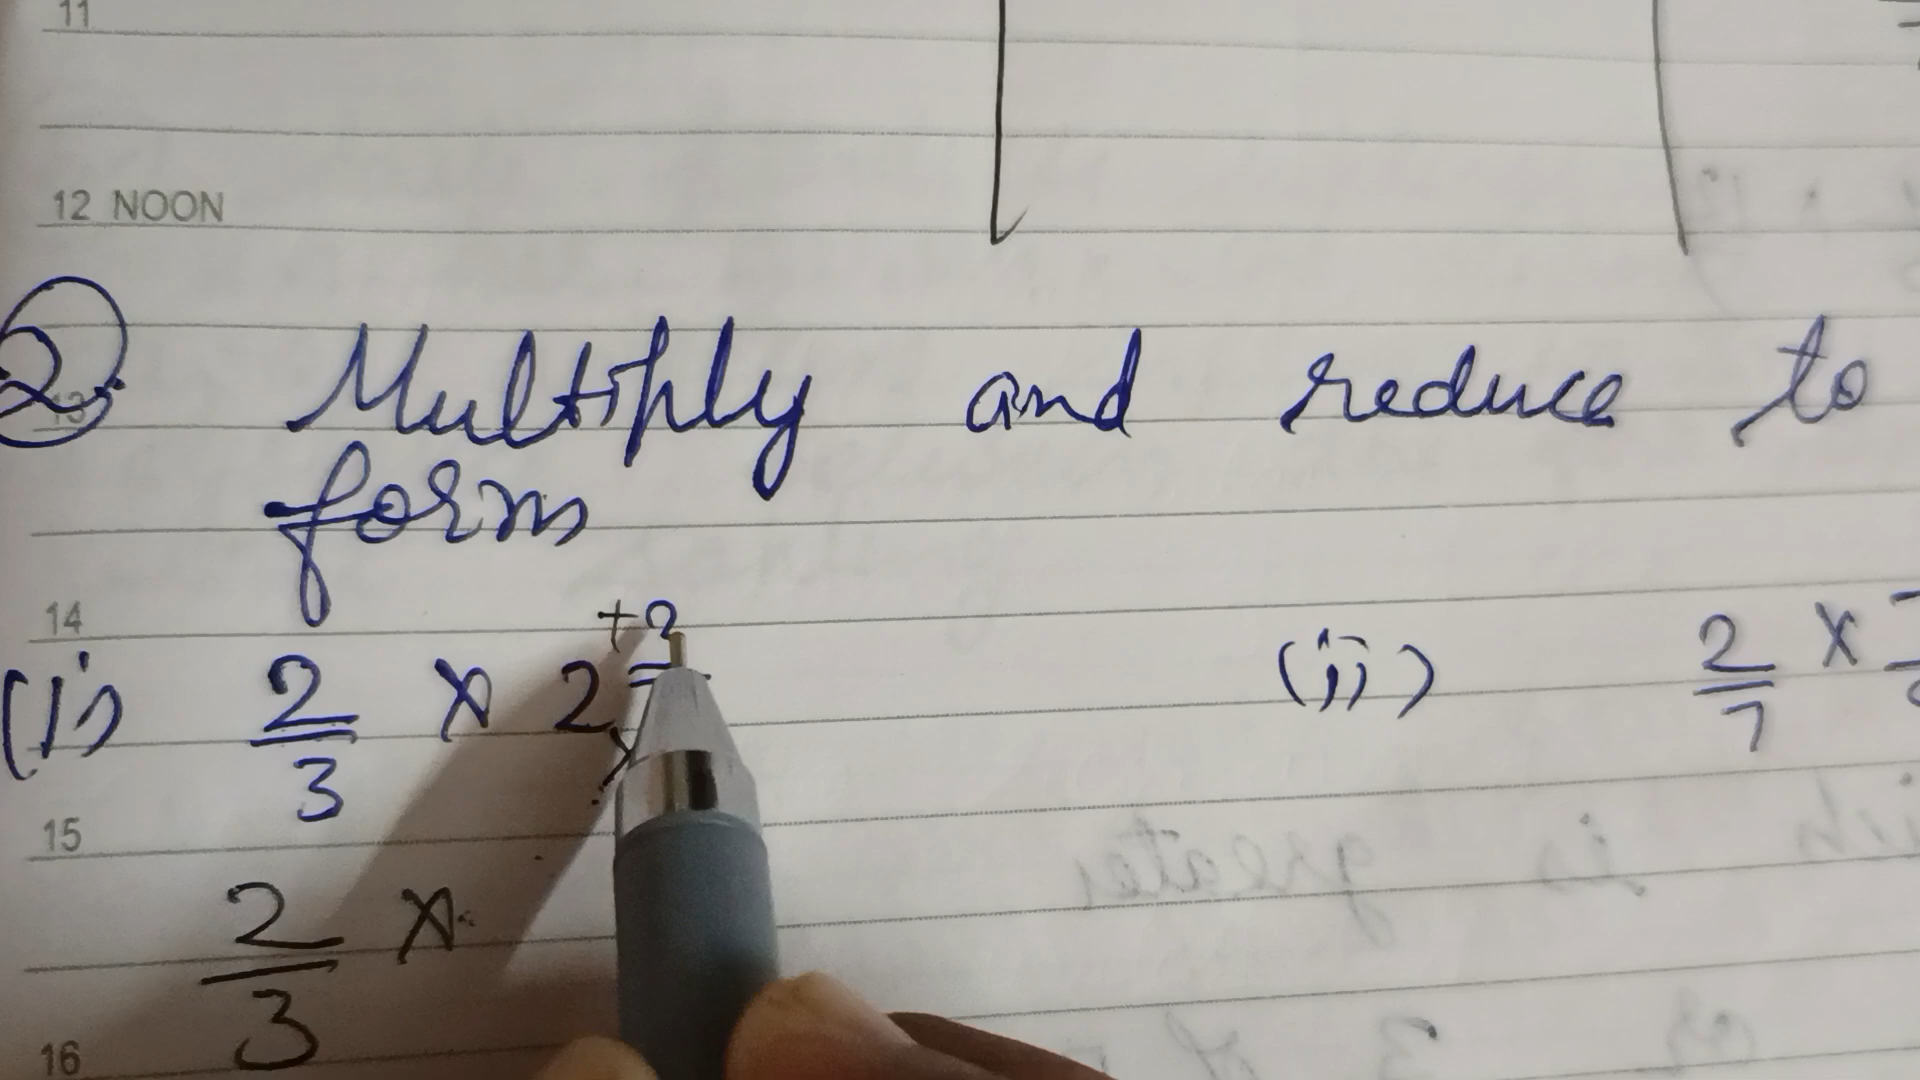 11
12 NOON
2 Multiply and reduce to
13
form
14
(i) 2/3 × 2 + (ii) 2/7 ×
15
2/3 ×
16